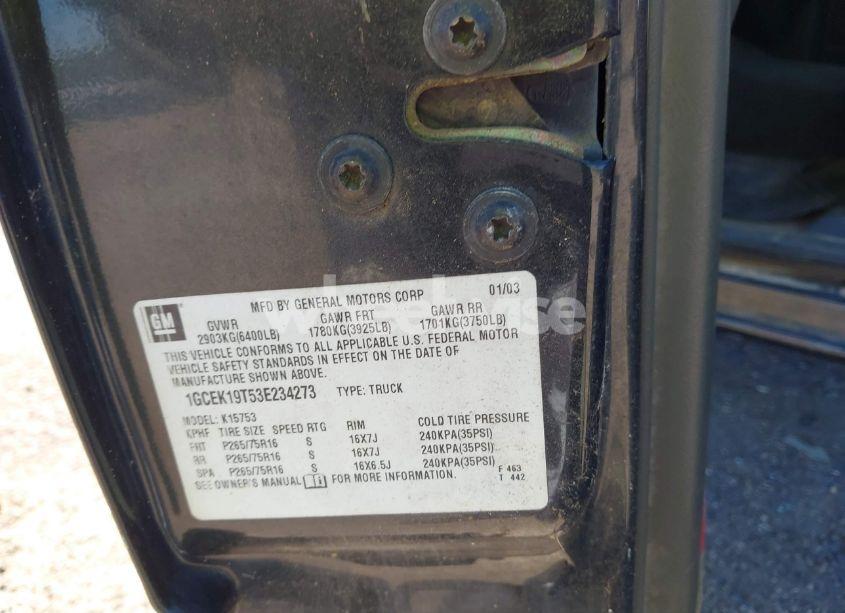 MFD BY GENERAL MOTORS CORP 01/03
GM
GVWR GAWR FRT GAWR RR
2903KG(6400LB) 1780KG(3925LB) 1701KG(3750LB)
THIS VEHICLE CONFORMS TO ALL APPLICABLE U.S. FEDERAL MOTOR
VEHICLE SAFETY STANDARDS IN EFFECT ON THE DATE OF
MANUFACTURE SHOWN ABOVE.
1GCEK19T53E234273 TYPE: TRUCK
MODEL: K15753
KPHF TIRE SIZE SPEED RTG RIM COLD TIRE PRESSURE
FRT P265/75R16 S 16X7J 240KPA(35PSI)
RR P265/75R16 S 16X7J 240KPA(35PSI)
SPA P265/75R16 S 16X6.5J 240KPA(35PSI)
SEE OWNER'S MANUAL FOR MORE INFORMATION.
F 463
T 442